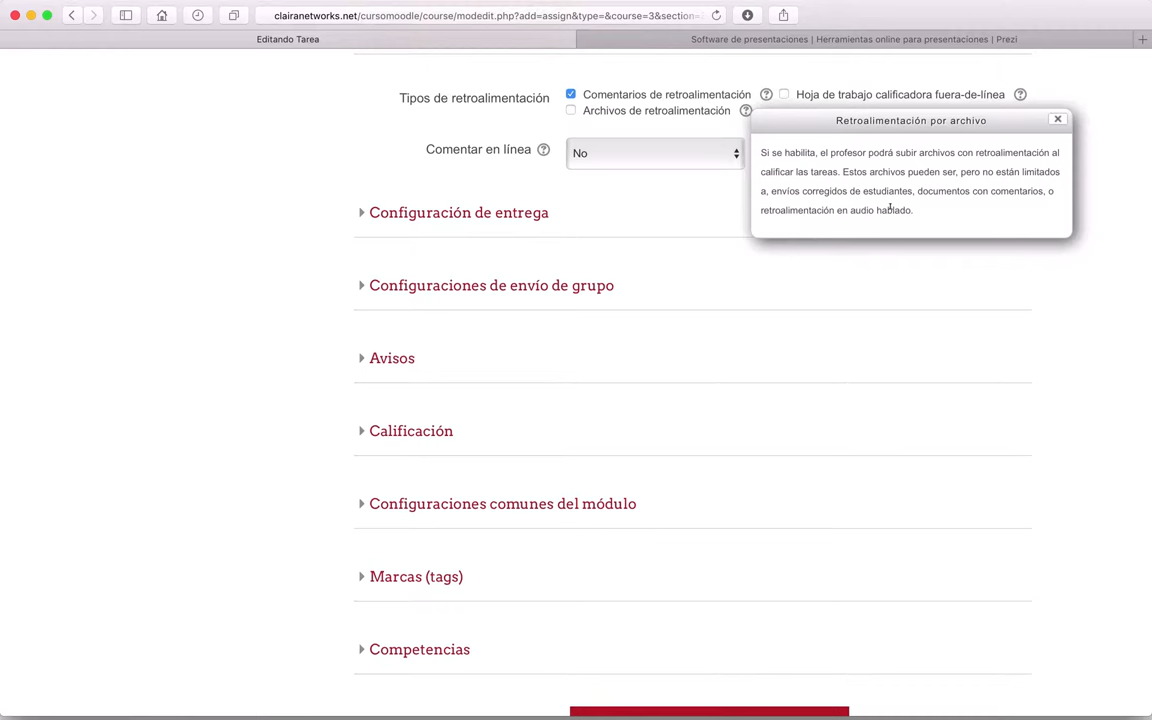 clairanetworks.net/cursomoodle/course/modedit.php?add=assign&type=&course=3&section=
Editando Tarea
Software de presentaciones | Herramientas online para presentaciones | Prezi
Tipos de retroalimentación
Comentarios de retroalimentación
Hoja de trabajo calificadora fuera-de-línea
Archivos de retroalimentación
Retroalimentación por archivo
Comentar en línea
No
Si se habilita, el profesor podrá subir archivos con retroalimentación al
calificar las tareas. Estos archivos pueden ser, pero no están limitados
a, envíos corregidos de estudiantes, documentos con comentarios, o
retroalimentación en audio hablado.
Configuración de entrega
Configuraciones de envío de grupo
Avisos
Calificación
Configuraciones comunes del módulo
Marcas (tags)
Competencias